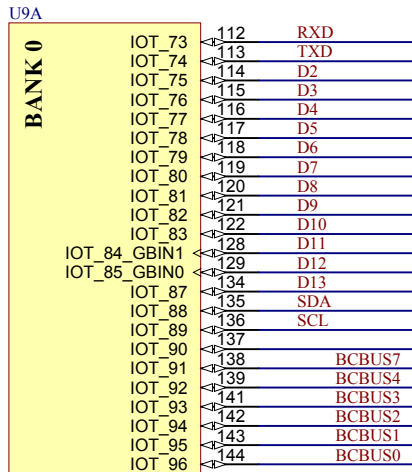 U9A
BANK 0
IOT_73 112 RXD
IOT_74 113 TXD
IOT_75 114 D2
IOT_76 115 D3
IOT_77 116 D4
IOT_78 117 D5
IOT_79 118 D6
IOT_80 119 D7
IOT_81 120 D8
IOT_82 121 D9
IOT_83 122 D10
IOT_84_GBIN1 128 D11
IOT_85_GBIN0 129 D12
IOT_87 134 D13
IOT_88 135 SDA
IOT_89 136 SCL
IOT_90 137
IOT_91 138 BCBUS7
IOT_92 139 BCBUS4
IOT_93 141 BCBUS3
IOT_94 142 BCBUS2
IOT_95 143 BCBUS1
IOT_96 144 BCBUS0